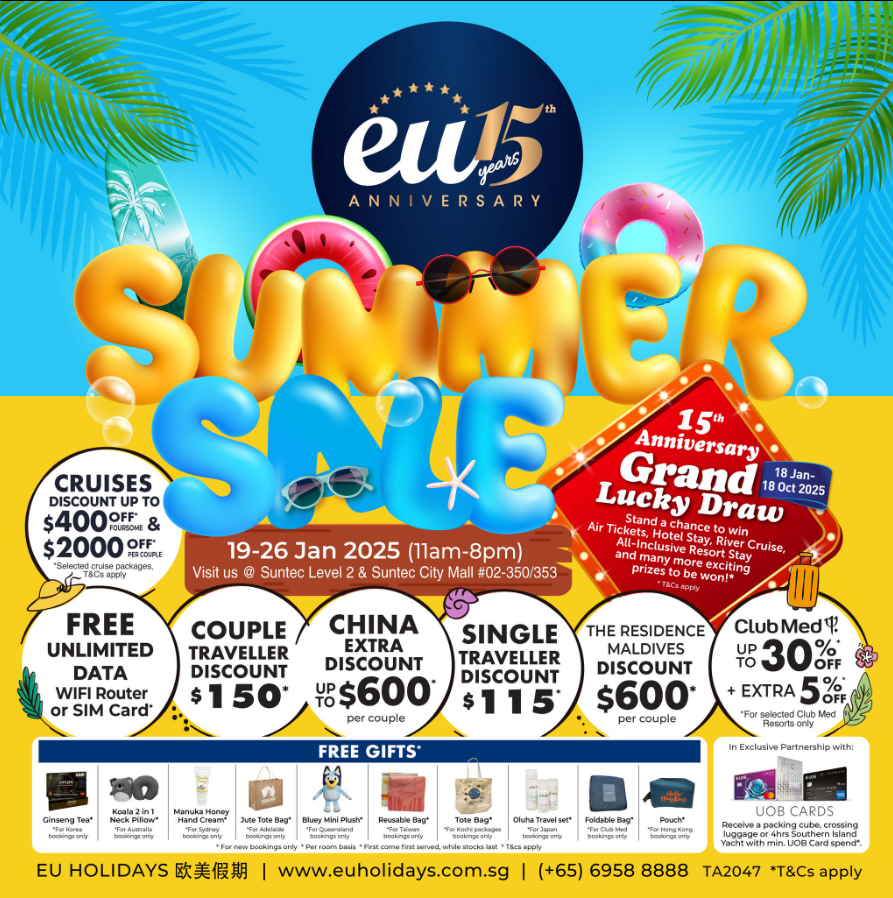 eu 15th
years
ANNIVERSARY
SUMMER
SALE
CRUISES
DISCOUNT UP TO
$400 OFF* FOURSOME &
$2000 OFF* PER COUPLE
*Selected cruise packages,
T&Cs apply
19-26 Jan 2025 (11am-8pm)
Visit us @ Suntec Level 2 & Suntec City Mall #02-350/353
15th
Anniversary
Grand
Lucky Draw
18 Jan-
18 Oct 2025
Stand a chance to win
Air Tickets, Hotel Stay, River Cruise,
All-Inclusive Resort Stay
and many more exciting
prizes to be won!*
* T&Cs apply
FREE
UNLIMITED
DATA
WIFI Router
or SIM Card*
COUPLE
TRAVELLER
DISCOUNT
$150*
CHINA
EXTRA
DISCOUNT
UP TO $600*
per couple
SINGLE
TRAVELLER
DISCOUNT
$115*
THE RESIDENCE
MALDIVES
DISCOUNT
$600*
per couple
Club Med
UP TO 30%* OFF
+ EXTRA 5%* OFF
*For selected Club Med
Resorts only
FREE GIFTS*
Ginseng Tea*
*For Korea
bookings only
Koala 2 in 1
Neck Pillow*
*For Australia
bookings only
Manuka Honey
Hand Cream*
*For Sydney
bookings only
Jute Tote Bag*
*For Adelaide
bookings only
Bluey Mini Plush*
*For Queensland
bookings only
Reusable Bag*
*For Taiwan
bookings only
Tote Bag*
*For Kochi packages
bookings only
Oluha Travel set*
*For Japan
bookings only
Foldable Bag*
*For Club Med
bookings only
Pouch*
*For Hong Kong
bookings only
* For new bookings only * Per room basis * First come first served, while stocks last * T&Cs apply
In Exclusive Partnership with:
UOB CARDS
Receive a packing cube, crossing
luggage or 4hrs Southern Island
Yacht with min. UOB Card spend*.
EU HOLIDAYS 欧美假期 | www.euholidays.com.sg | (+65) 6958 8888 TA2047 *T&Cs apply